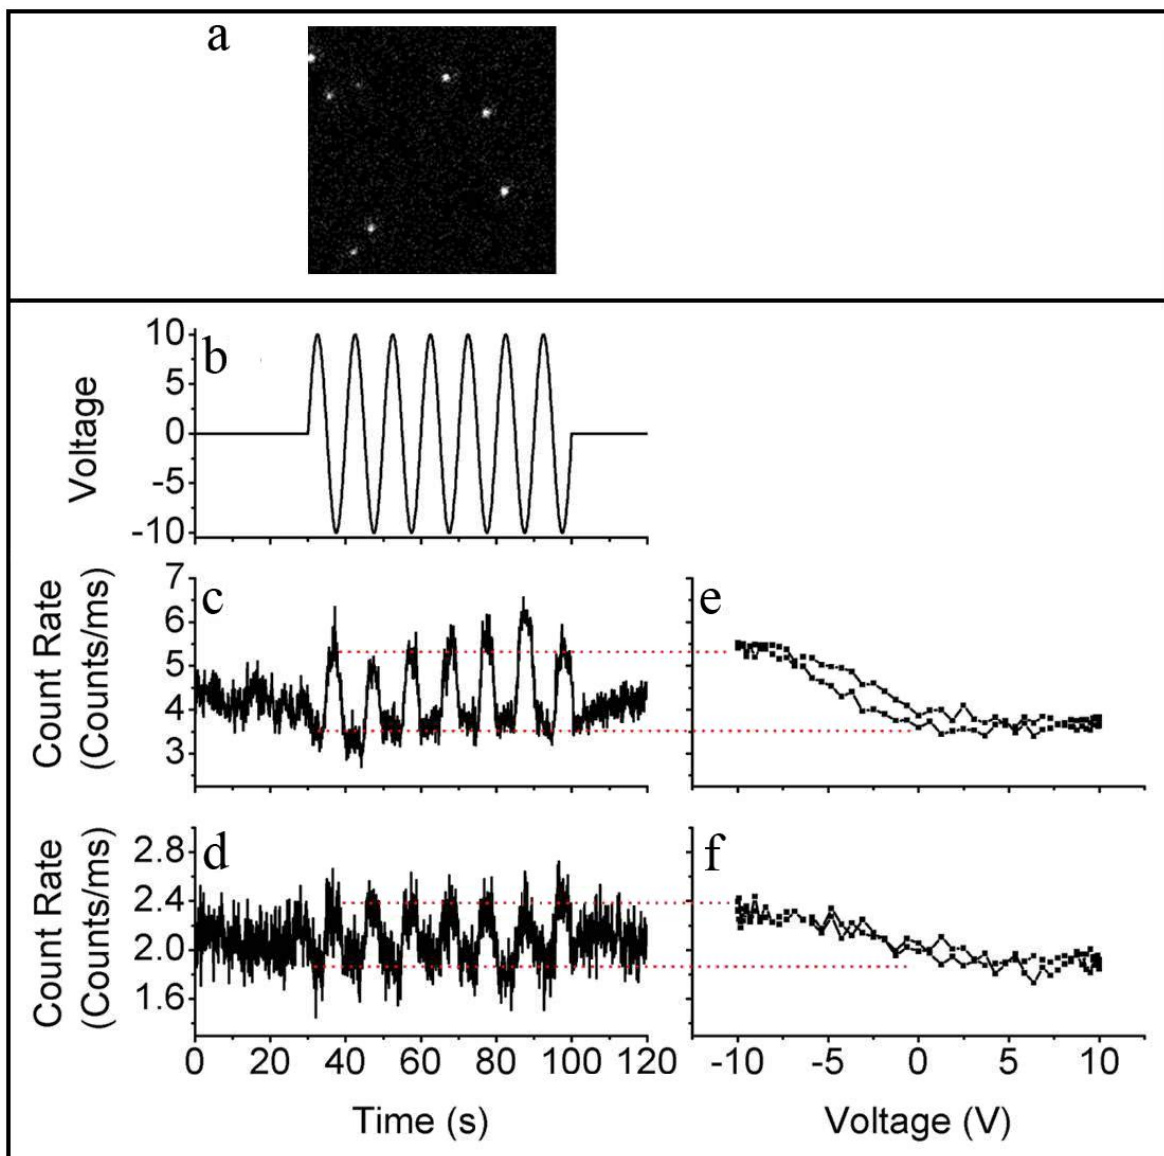 a
b
10
5
0
-5
-10
Voltage
c
7
6
5
4
3
Count Rate
(Counts/ms)
e
d
2.8
2.4
2.0
1.6
Count Rate
(Counts/ms)
f
0 20 40 60 80 100 120
-10 -5 0 5 10
Time (s)
Voltage (V)